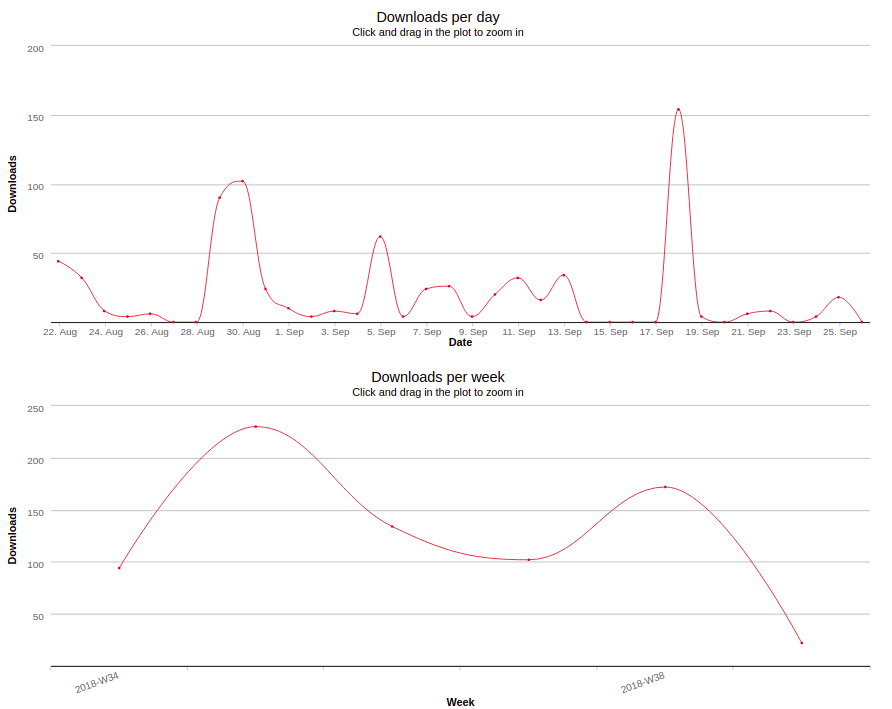 Downloads per day
Click and drag in the plot to zoom in
200
150
100
50
Downloads
22. Aug 24. Aug 26. Aug 28. Aug 30. Aug 1. Sep 3. Sep 5. Sep 7. Sep 9. Sep 11. Sep 13. Sep 15. Sep 17. Sep 19. Sep 21. Sep 23. Sep 25. Sep
Date
Downloads per week
Click and drag in the plot to zoom in
250
200
150
100
50
Downloads
2018-W34 2018-W38
Week